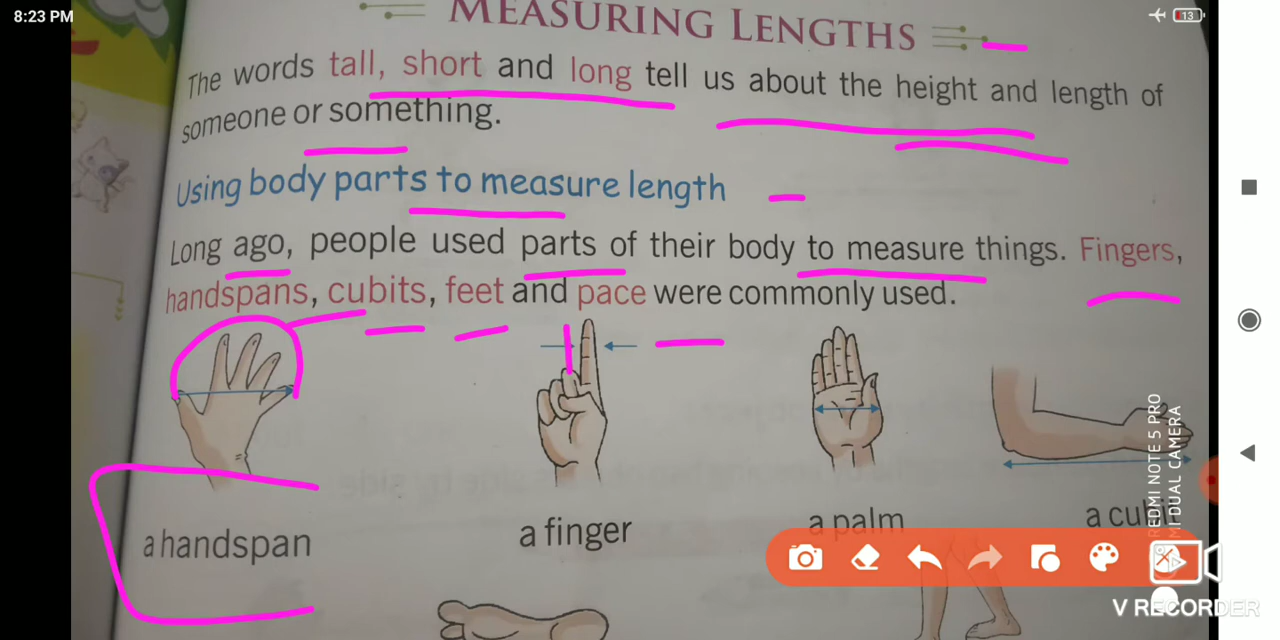 8:23 PM
13
MEASURING LENGTHS
The words tall, short and long tell us about the height and length of
someone or something.
Using body parts to measure length
Long ago, people used parts of their body to measure things. Fingers,
handspans, cubits, feet and pace were commonly used.
a handspan
a finger
a palm
a cubit
REDMI NOTE 5 PRO
MI DUAL CAMERA
V RECORDER